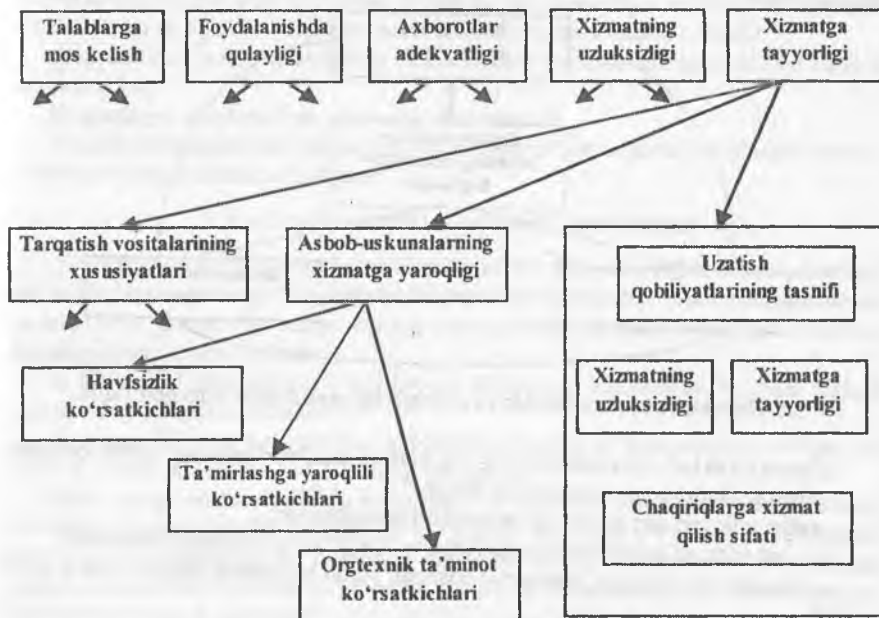 Talablarga
mos kelish
Foydalanishda
qulayligi
Axborotlar
adekvatligi
Xizmatning
uzluksizligi
Xizmatga
tayyorligi
Tarqatish vositalarining
xususiyatlari
Asbob-uskunalarning
xizmatga yaroqligi
Uzatish
qobiliyatlarining tasnifi
Xizmatning
uzluksizligi
Xizmatga
tayyorligi
Havfsizlik
ko‘rsatkichlari
Ta’mirlashga yaroqlili
ko‘rsatkichlari
Chaqiriqlarga xizmat
qilish sifati
Orgtexnik ta’minot
ko‘rsatkichlari